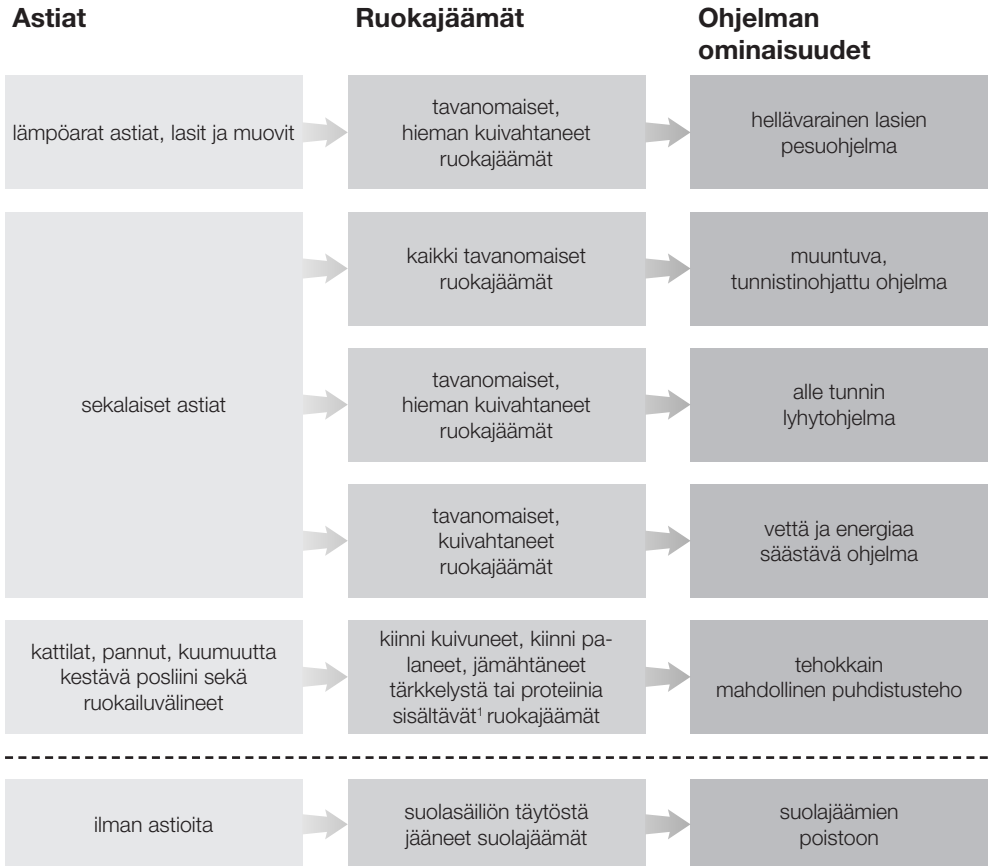 Astiat
Ruokajäämät
Ohjelman
ominaisuudet
lämpöarat astiat, lasit ja muovit
tavanomaiset,
hieman kuivahtaneet
ruokajäämät
hellävarainen lasien
pesuohjelma
sekalaiset astiat
kaikki tavanomaiset
ruokajäämät
muuntuva,
tunnistinohjattu ohjelma
tavanomaiset,
hieman kuivahtaneet
ruokajäämät
alle tunnin
lyhytohjelma
tavanomaiset,
kuivahtaneet
ruokajäämät
vettä ja energiaa
säästävä ohjelma
kattilat, pannut, kuumuutta
kestävä posliini sekä
ruokailuvälineet
kiinni kuivuneet, kiinni pa-
laneet, jämähtäneet
tärkkelystä tai proteiinia
sisältävät¹ ruokajäämät
tehokkain
mahdollinen puhdistusteho
ilman astioita
suolasäiliön täytöstä
jääneet suolajäämät
suolajäämien
poistoon